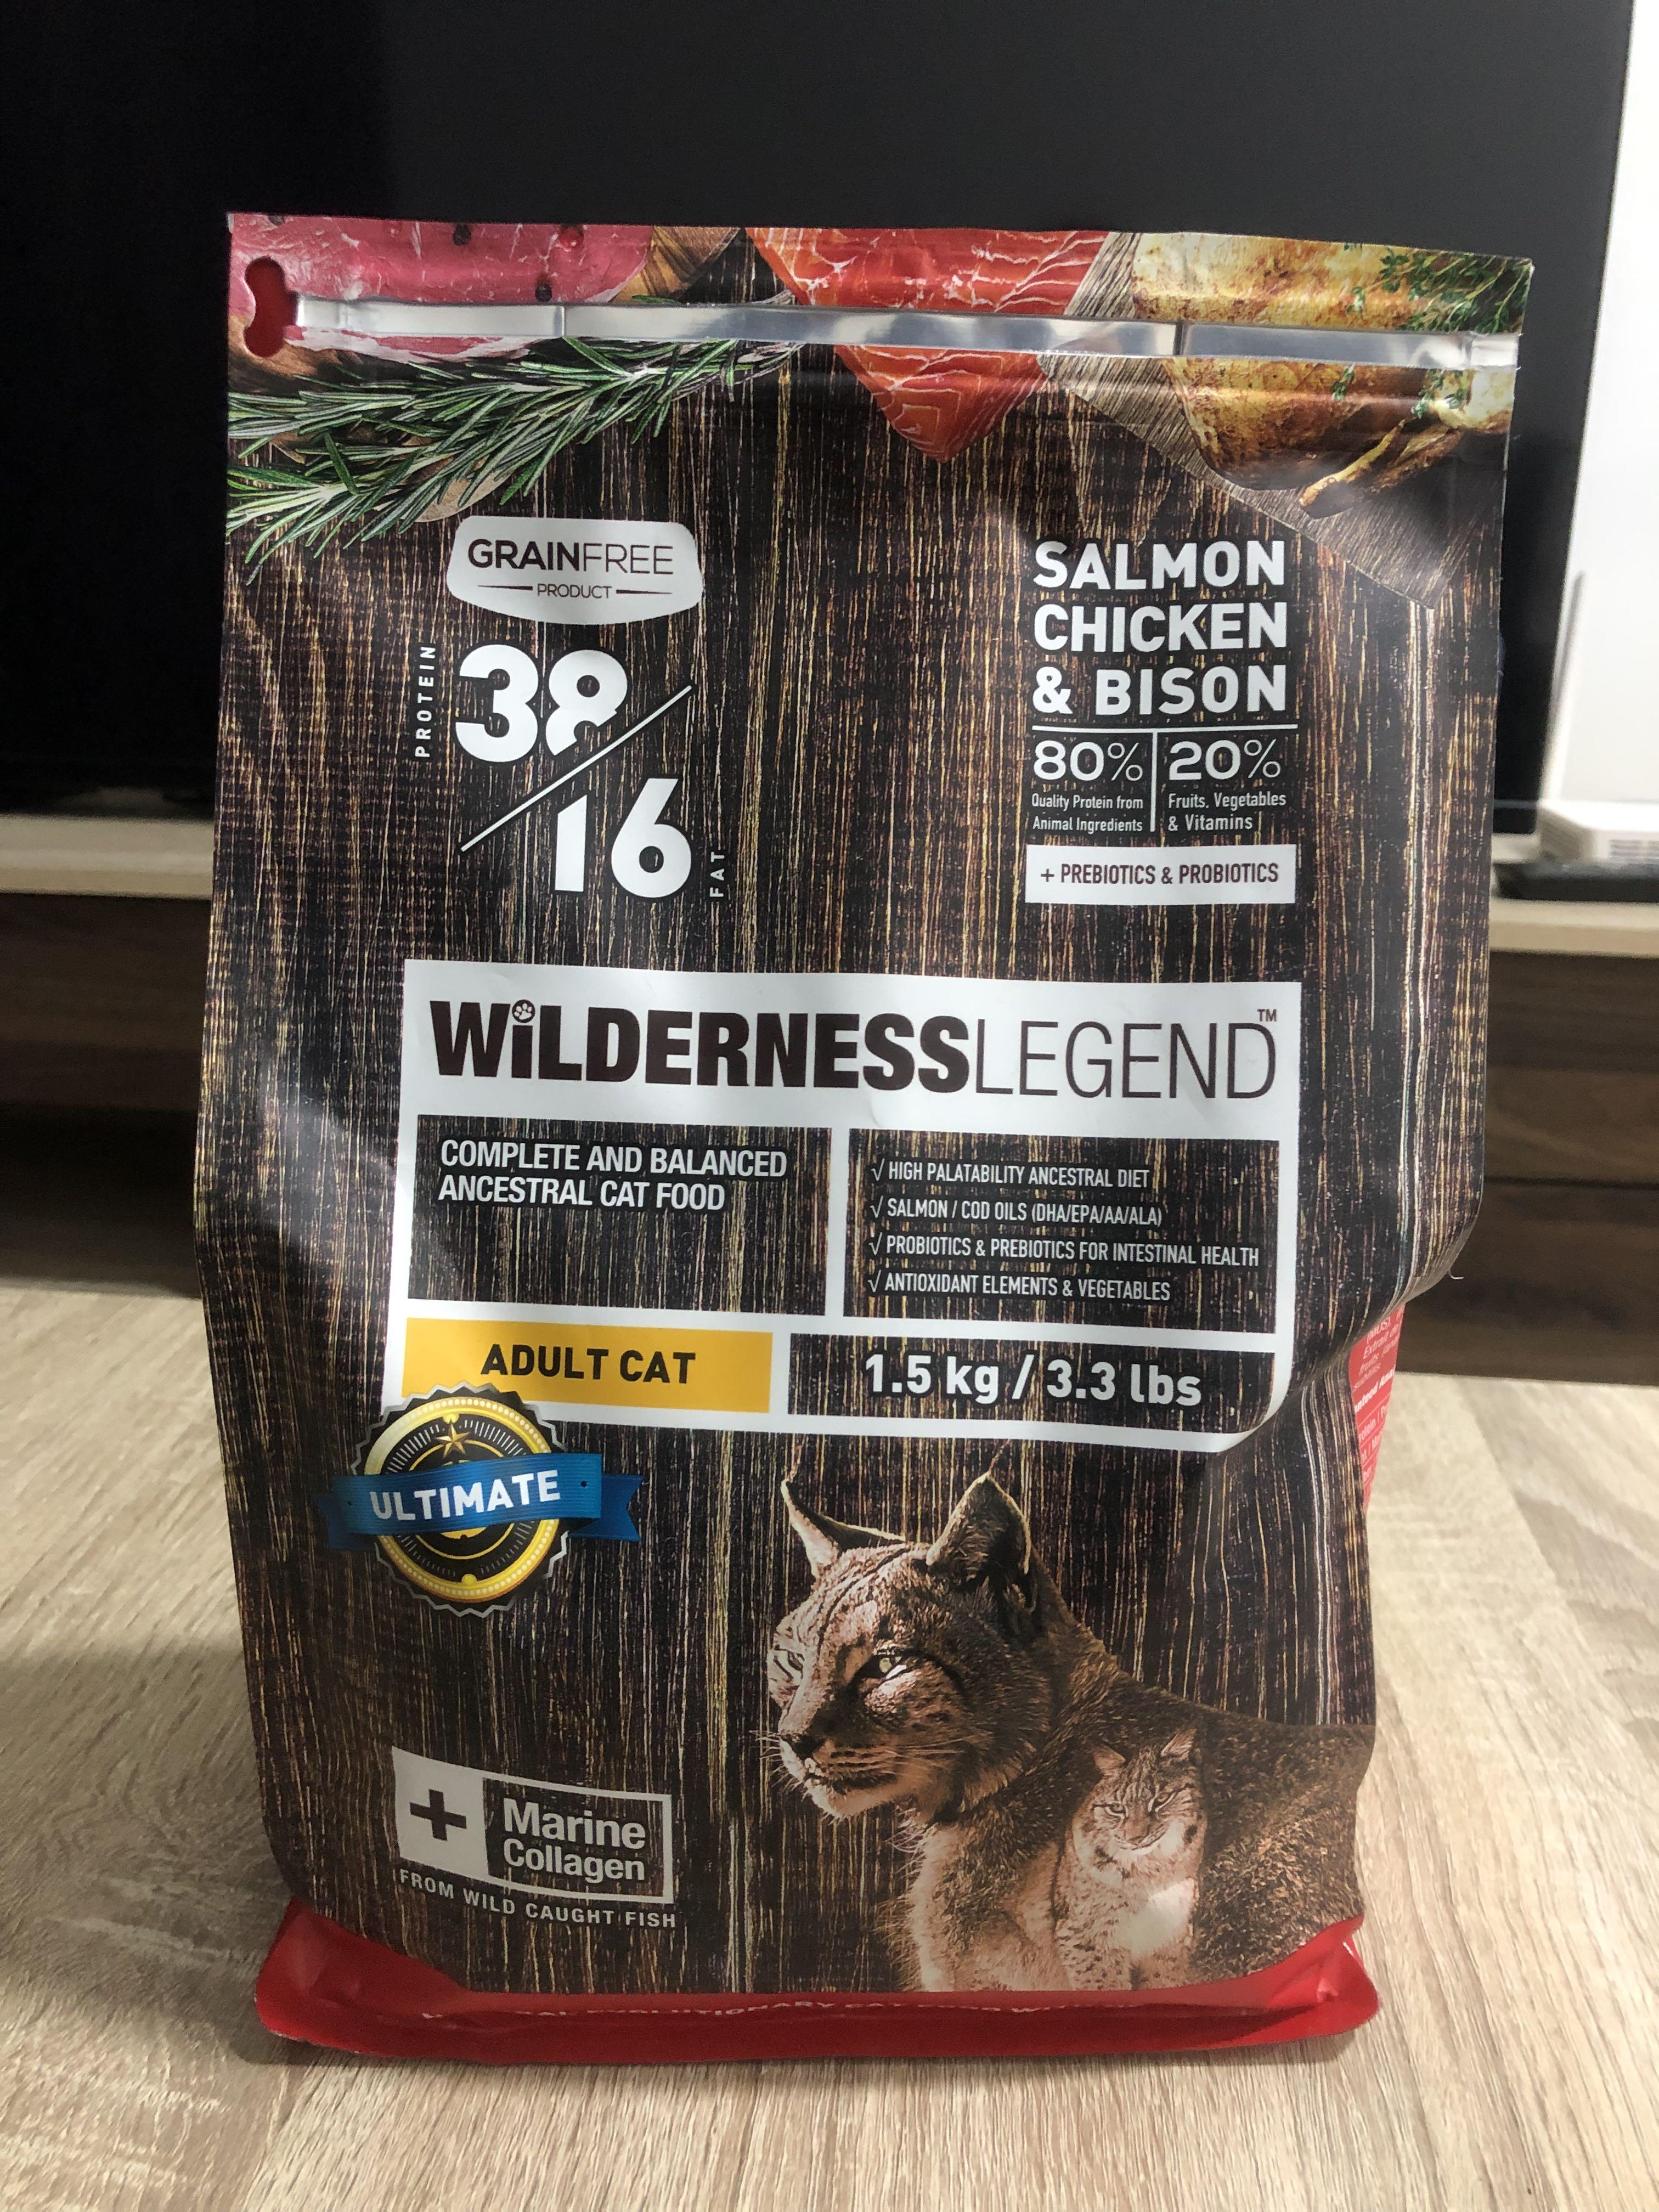 GRAINFREE
PRODUCT
PROTEIN
38
16
FAT
SALMON
CHICKEN
& BISON
80%
Quality Protein from
Animal Ingredients
20%
Fruits, Vegetables
& Vitamins
+ PREBIOTICS & PROBIOTICS
WiLDERNESSLEGEND™
COMPLETE AND BALANCED
ANCESTRAL CAT FOOD
√ HIGH PALATABILITY ANCESTRAL DIET
√ SALMON / COD OILS (DHA/EPA/AA/ALA)
√ PROBIOTICS & PREBIOTICS FOR INTESTINAL HEALTH
√ ANTIOXIDANT ELEMENTS & VEGETABLES
ADULT CAT
1.5 kg / 3.3 lbs
ULTIMATE
+ Marine
Collagen
FROM WILD CAUGHT FISH